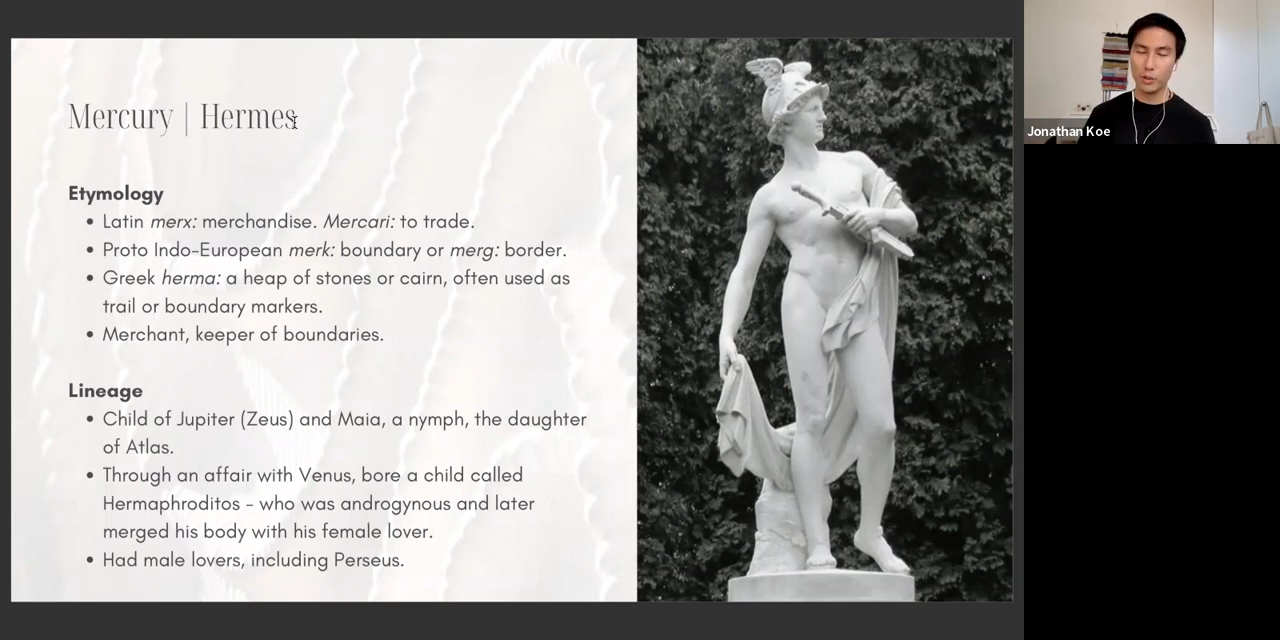 Mercury | Hermes
Etymology
• Latin merx: merchandise. Mercari: to trade.
• Proto Indo-European merk: boundary or merg: border.
• Greek herma: a heap of stones or cairn, often used as
trail or boundary markers.
• Merchant, keeper of boundaries.
Lineage
• Child of Jupiter (Zeus) and Maia, a nymph, the daughter
of Atlas.
• Through an affair with Venus, bore a child called
Hermaphroditos - who was androgynous and later
merged his body with his female lover.
• Had male lovers, including Perseus.
Jonathan Koe